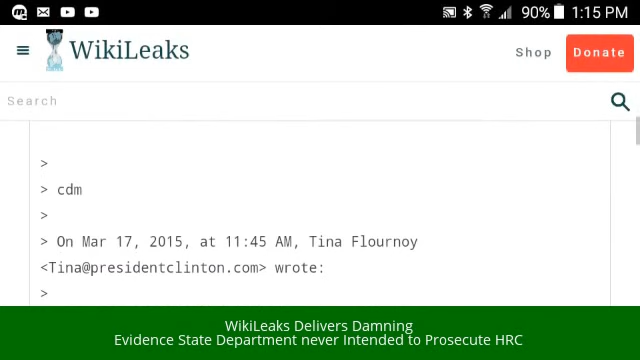 90% 1:15 PM
WikiLeaks
Shop Donate
Search
>
> cdm
>
> On Mar 17, 2015, at 11:45 AM, Tina Flournoy
<Tina@presidentclinton.com> wrote:
>
WikiLeaks Delivers Damning
Evidence State Department never Intended to Prosecute HRC